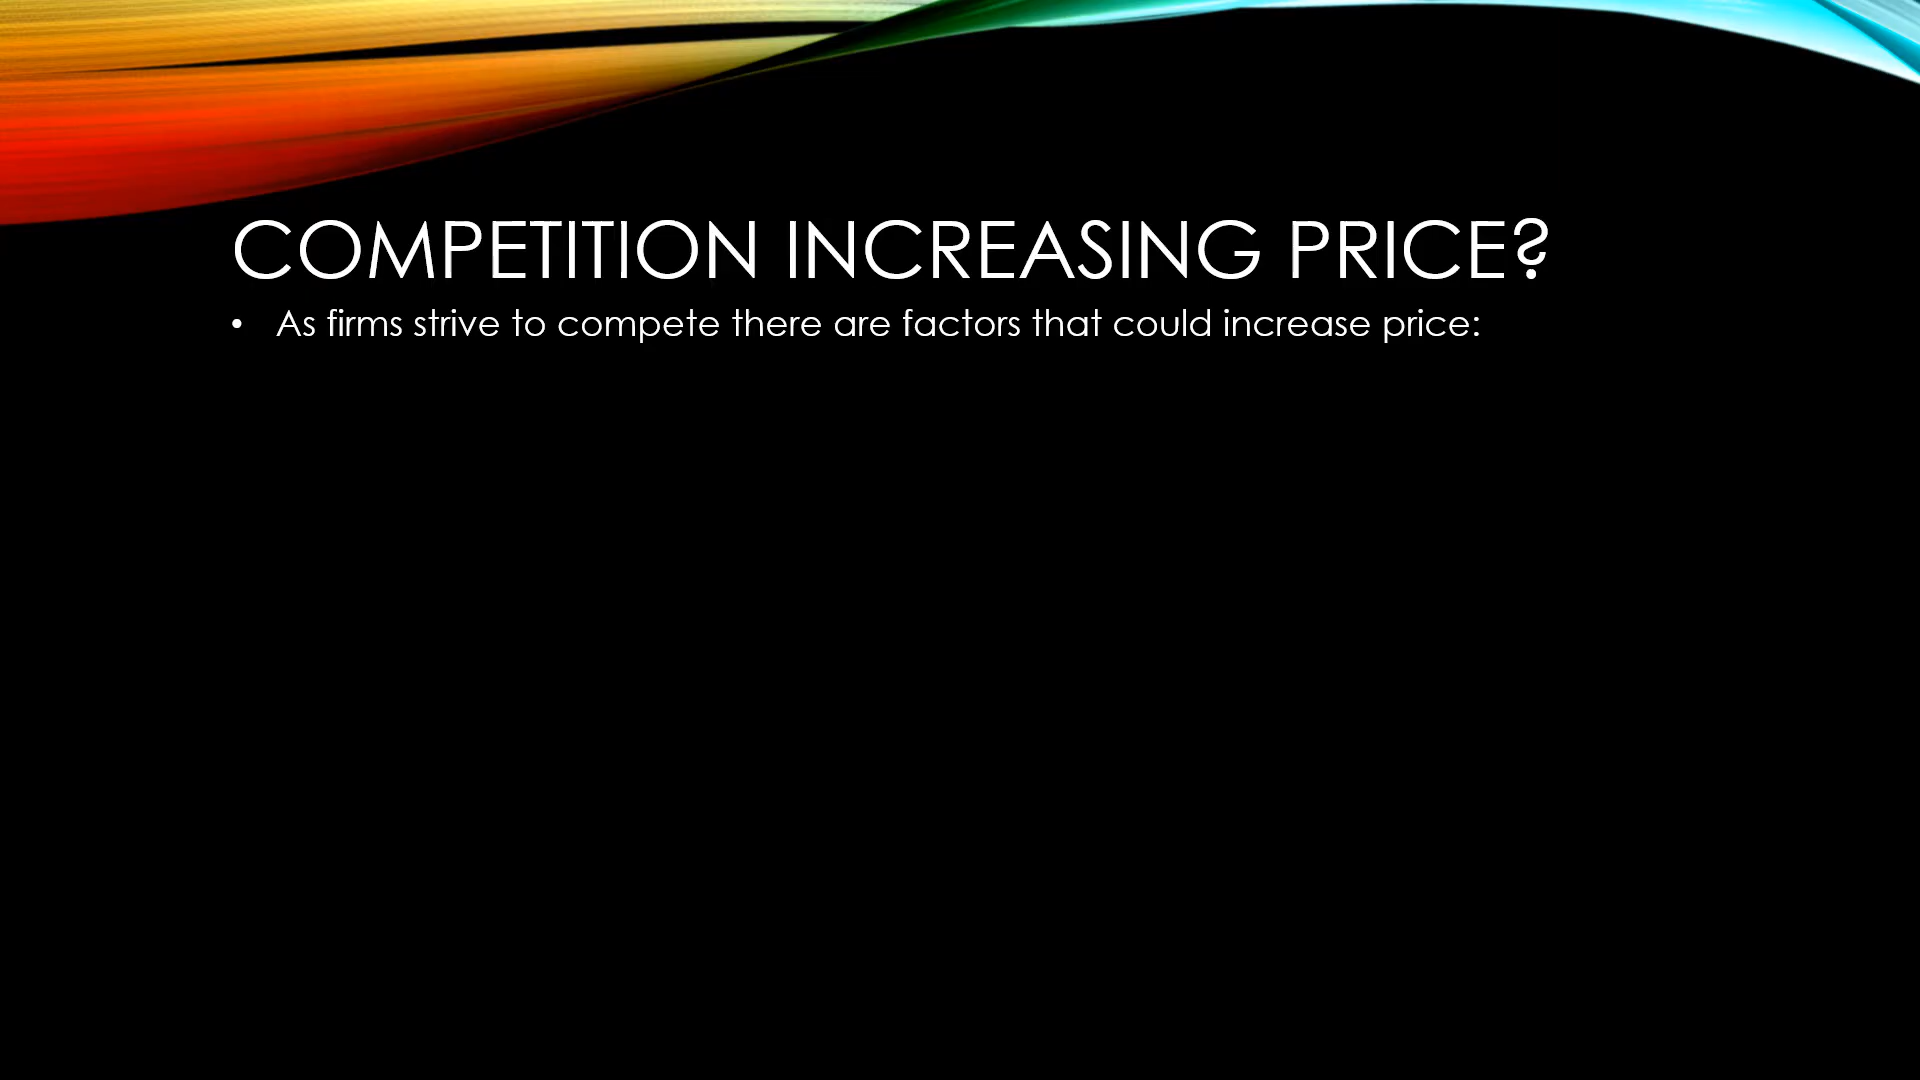 COMPETITION INCREASING PRICE?
• As firms strive to compete there are factors that could increase price: